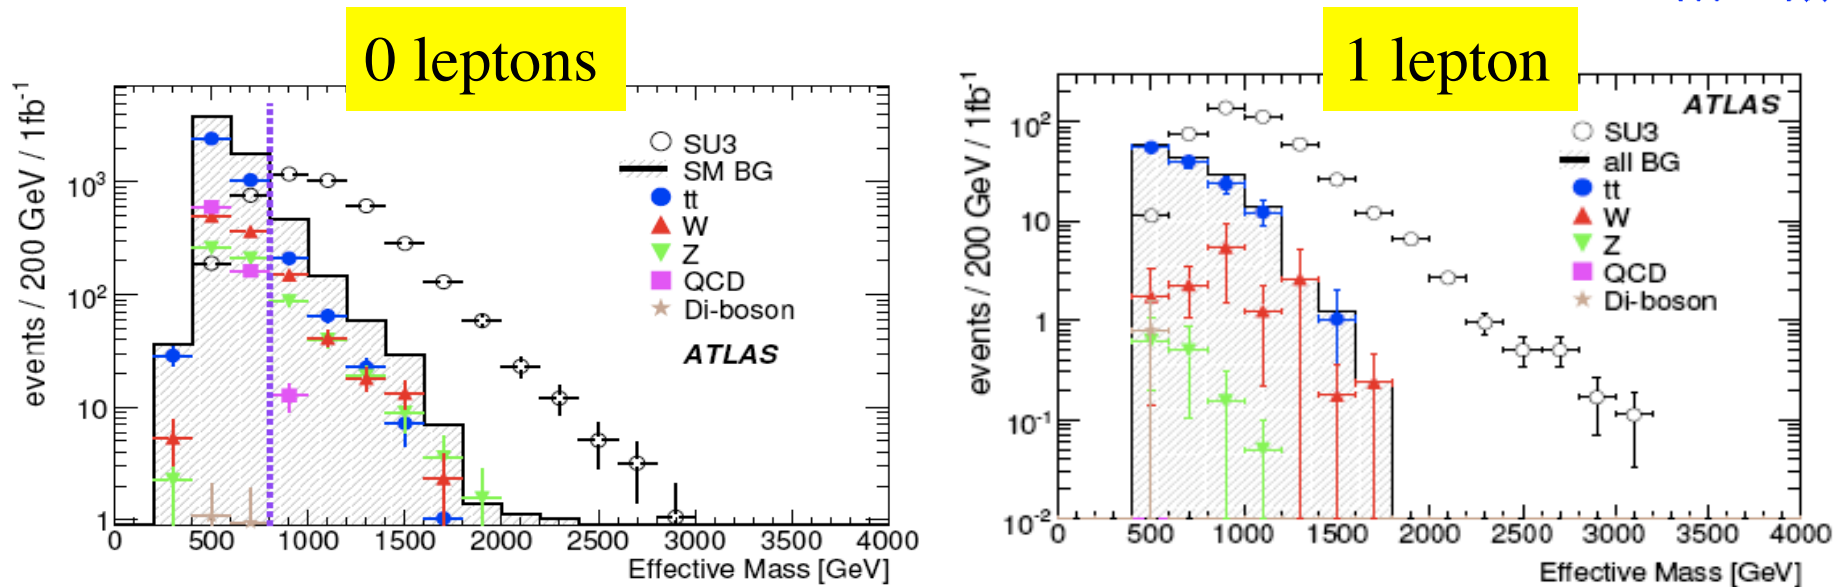 0 leptons
events / 200 GeV / 1fb⁻¹
10³
10²
10
1
SU3
SM BG
tt
W
Z
QCD
Di-boson
ATLAS
0 500 1000 1500 2000 2500 3000 3500 4000
Effective Mass [GeV]
1 lepton
events / 200 GeV / 1fb⁻¹
10²
10
1
10⁻¹
10⁻²
ATLAS
SU3
all BG
tt
W
Z
QCD
Di-boson
0 500 1000 1500 2000 2500 3000 3500 4000
Effective Mass [GeV]